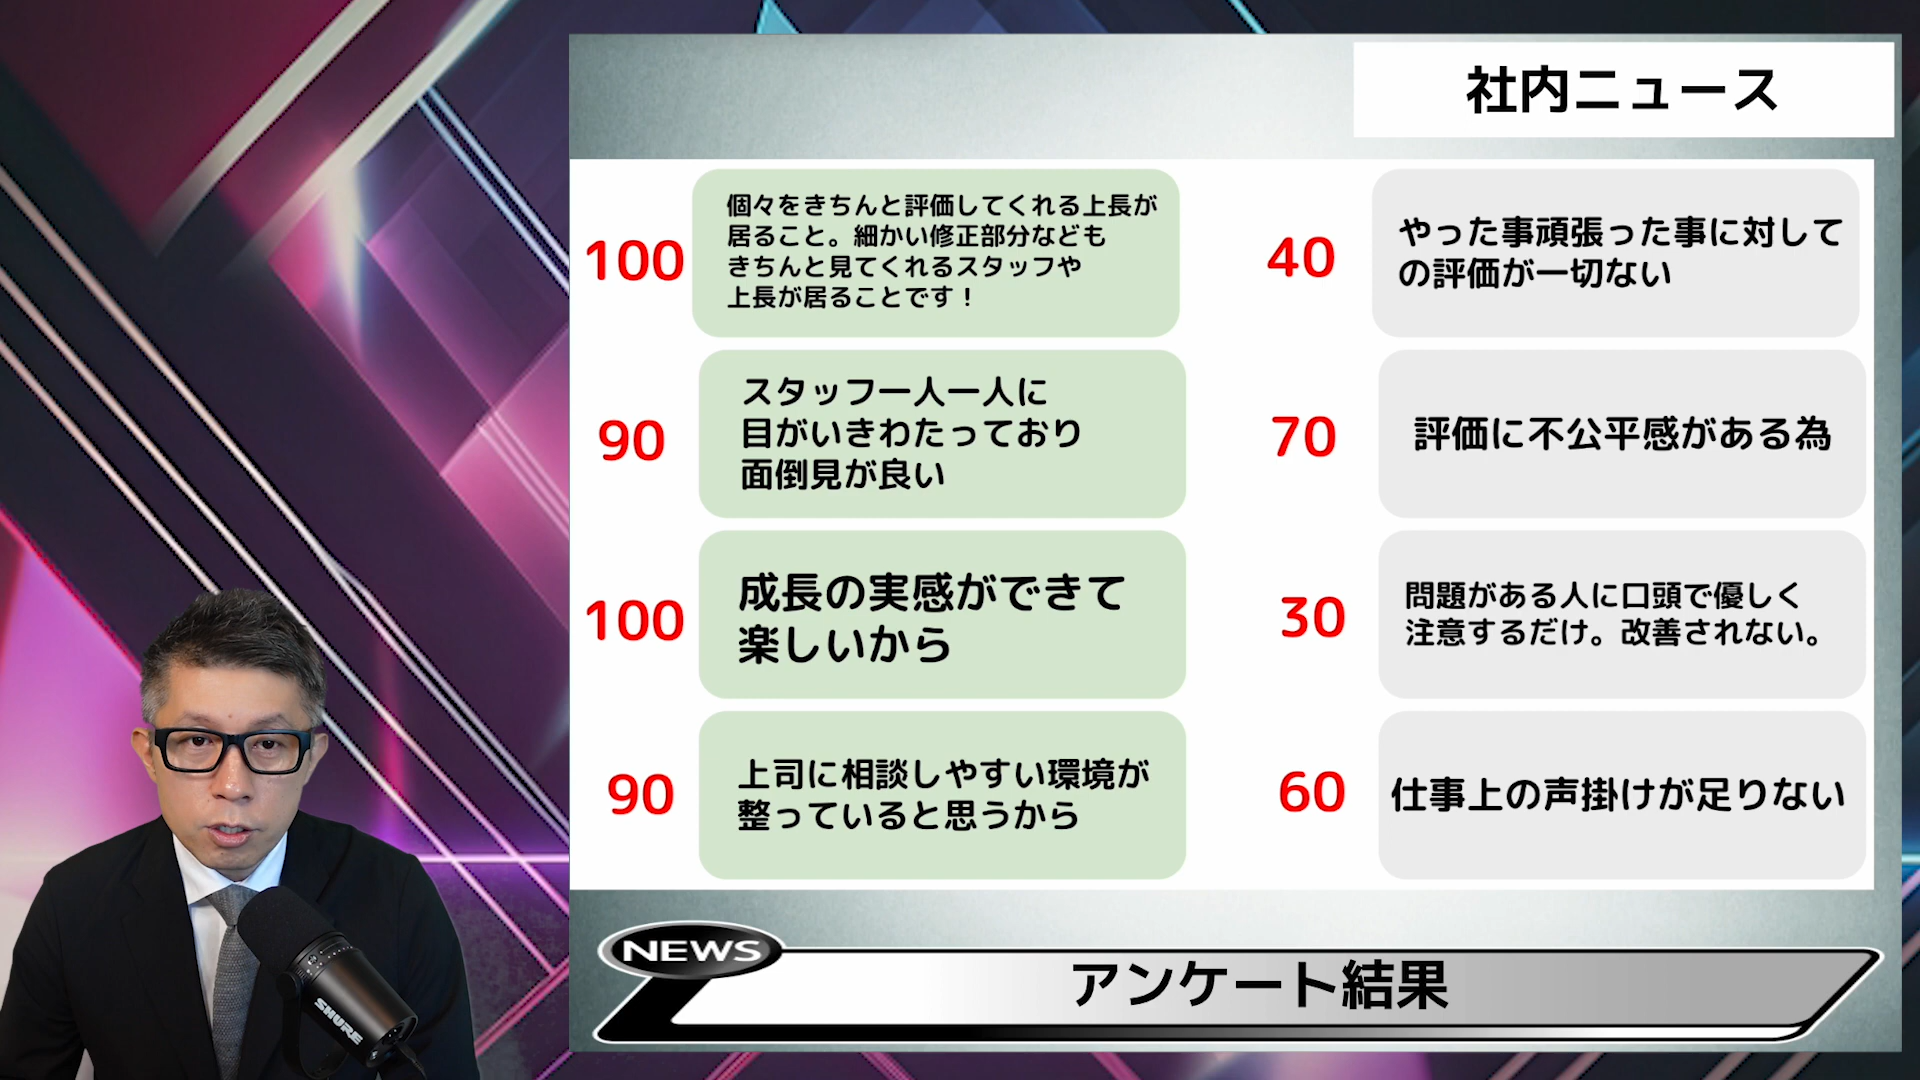 社内ニュース
100
個々をきちんと評価してくれる上長が
居ること。細かい修正部分なども
きちんと見てくれるスタッフや
上長が居ることです！
40
やった事頑張った事に対して
の評価が一切ない
90
スタッフ一人一人に
目がいきわたっており
面倒見が良い
70
評価に不公平感がある為
100
成長の実感ができて
楽しいから
30
問題がある人に口頭で優しく
注意するだけ。改善されない。
90
上司に相談しやすい環境が
整っていると思うから
60
仕事上の声掛けが足りない
NEWS
アンケート結果
SHURE